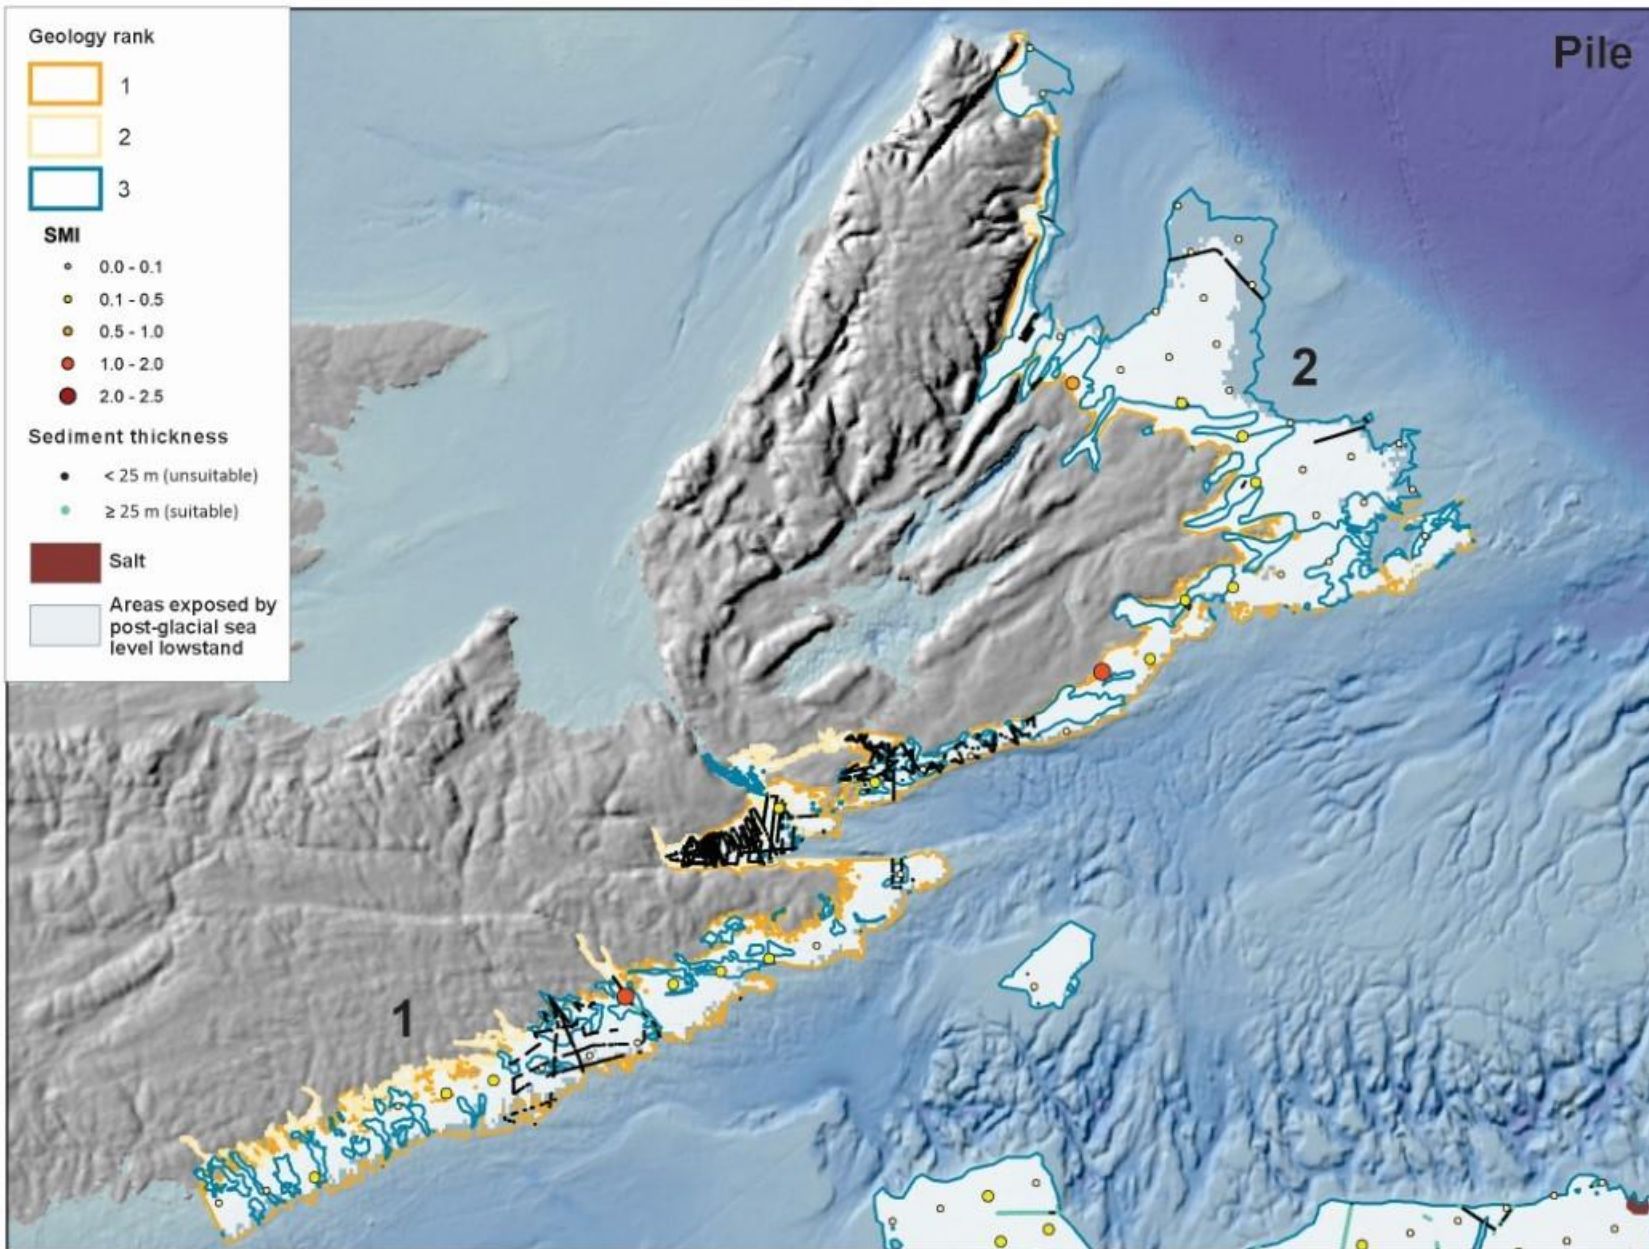 Geology rank
1
2
3
SMI
0.0 - 0.1
0.1 - 0.5
0.5 - 1.0
1.0 - 2.0
2.0 - 2.5
Sediment thickness
< 25 m (unsuitable)
≥ 25 m (suitable)
Salt
Areas exposed by
post-glacial sea
level lowstand
Pile
2
1